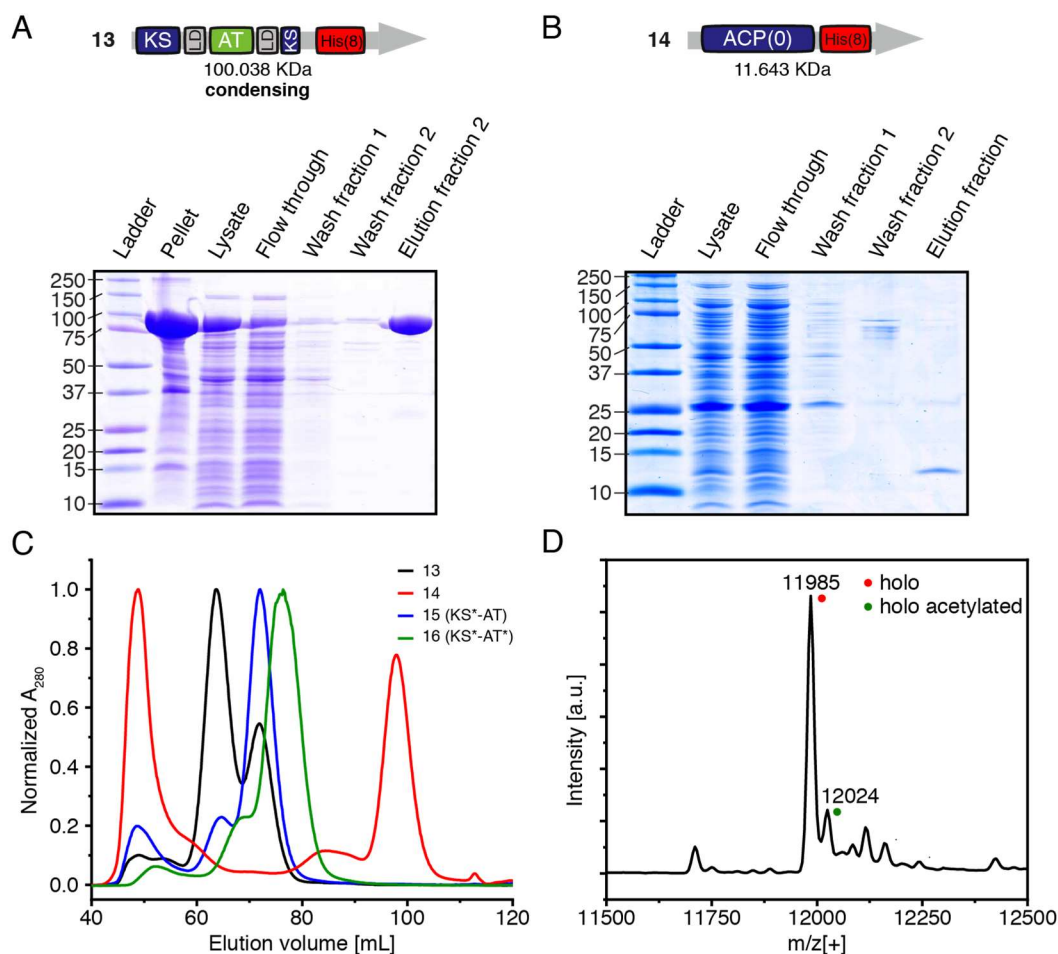 A
13 KS LD AT LD KS His(8)
100.038 KDa
condensing
Ladder
Pellet
Lysate
Flow through
Wash fraction 1
Wash fraction 2
Elution fraction 2
250
150
100
75
50
37
25
20
15
10
B
14 ACP(0) His(8)
11.643 KDa
Ladder
Lysate
Flow through
Wash fraction 1
Wash fraction 2
Elution fraction
250
150
100
75
50
37
25
20
15
10
C
Normalized A280
1.0
0.8
0.6
0.4
0.2
0.0
13
14
15 (KS*-AT)
16 (KS*-AT*)
40 60 80 100 120
Elution volume [mL]
D
Intensity [a.u.]
11985
holo
holo acetylated
12024
11500 11750 12000 12250 12500
m/z[+]